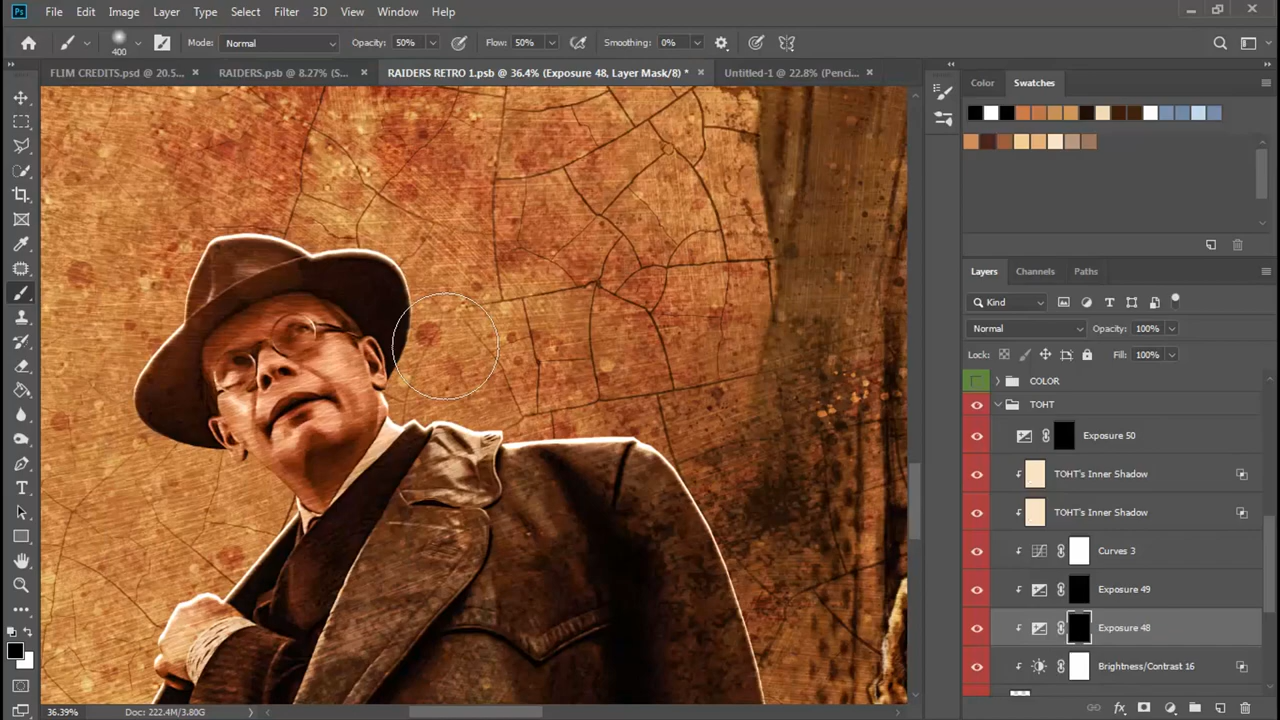 Ps File Edit Image Layer Type Select Filter 3D View Window Help
400 Mode: Normal Opacity: 50% Flow: 50% Smoothing: 0%
FLIM CREDITS.psd @ 20.5... × RAIDERS.psb @ 8.27% (S... × RAIDERS RETRO 1.psb @ 36.4% (Exposure 48, Layer Mask/8) * × Untitled-1 @ 22.8% (Penci... ×
Color Swatches
Layers Channels Paths
Kind
Normal Opacity: 100%
Lock: Fill: 100%
COLOR
TOHT
Exposure 50
TOHT's Inner Shadow
TOHT's Inner Shadow
Curves 3
Exposure 49
Exposure 48
Brightness/Contrast 16
fx
36.39% Doc: 222.4M/3.80G